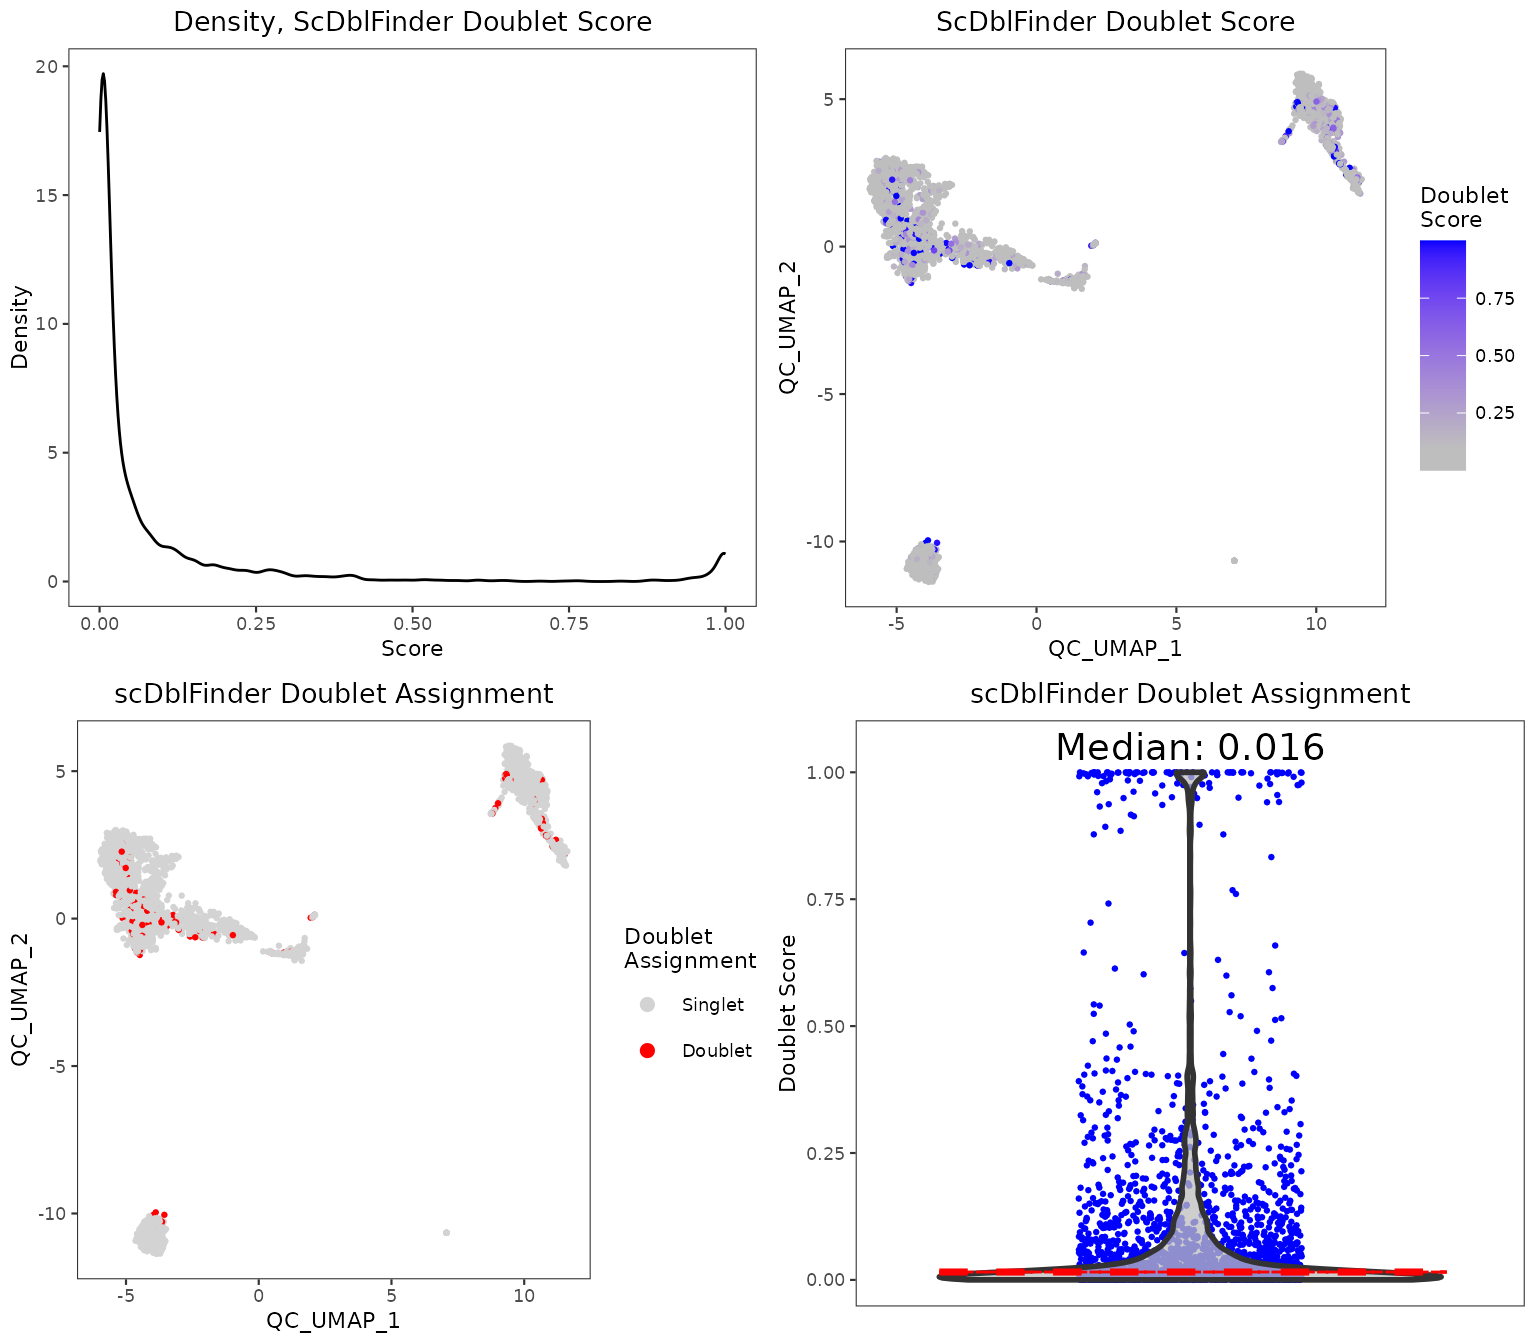 Density, ScDblFinder Doublet Score
20
15
10
5
0
Density
0.00
0.25
0.50
0.75
1.00
Score
ScDblFinder Doublet Score
5
0
-5
-10
QC_UMAP_2
-5
0
5
10
QC_UMAP_1
Doublet
Score
0.75
0.50
0.25
scDblFinder Doublet Assignment
5
0
-5
-10
QC_UMAP_2
-5
0
5
10
QC_UMAP_1
Doublet
Assignment
Singlet
Doublet
scDblFinder Doublet Assignment
Median: 0.016
1.00
0.75
0.50
0.25
0.00
Doublet Score